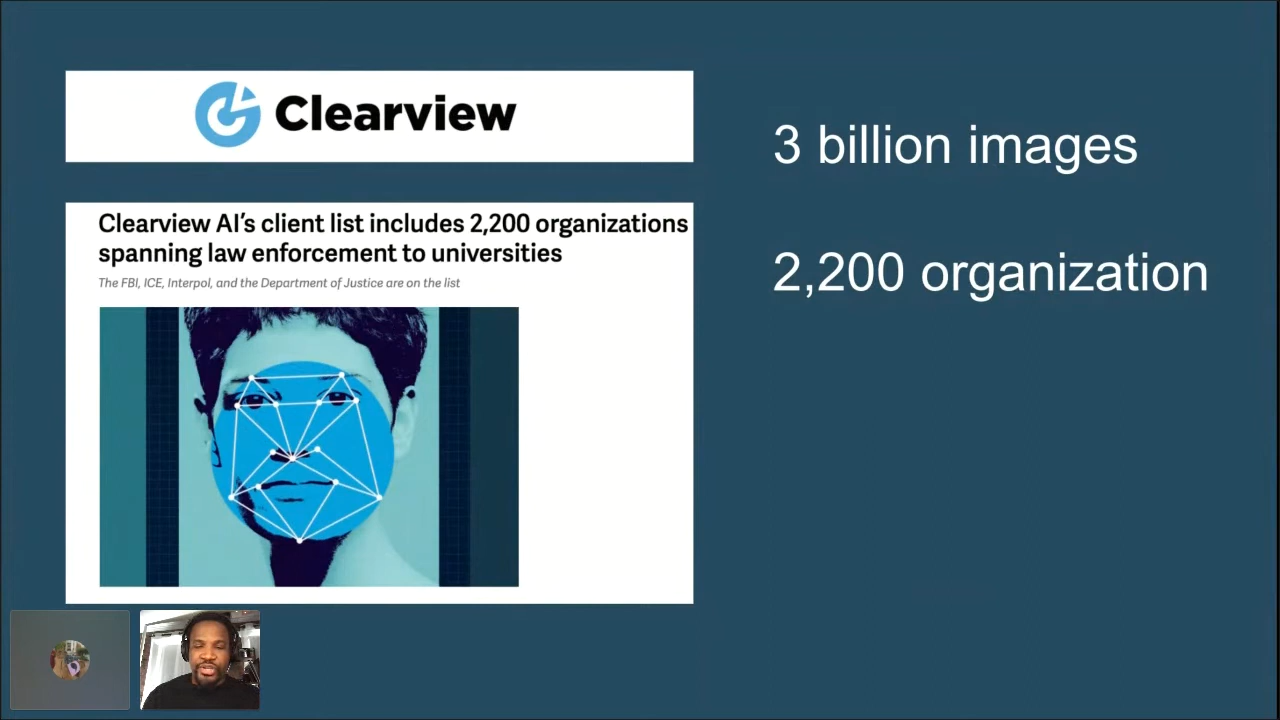 Clearview
Clearview AI's client list includes 2,200 organizations
spanning law enforcement to universities
The FBI, ICE, Interpol, and the Department of Justice are on the list
3 billion images
2,200 organization